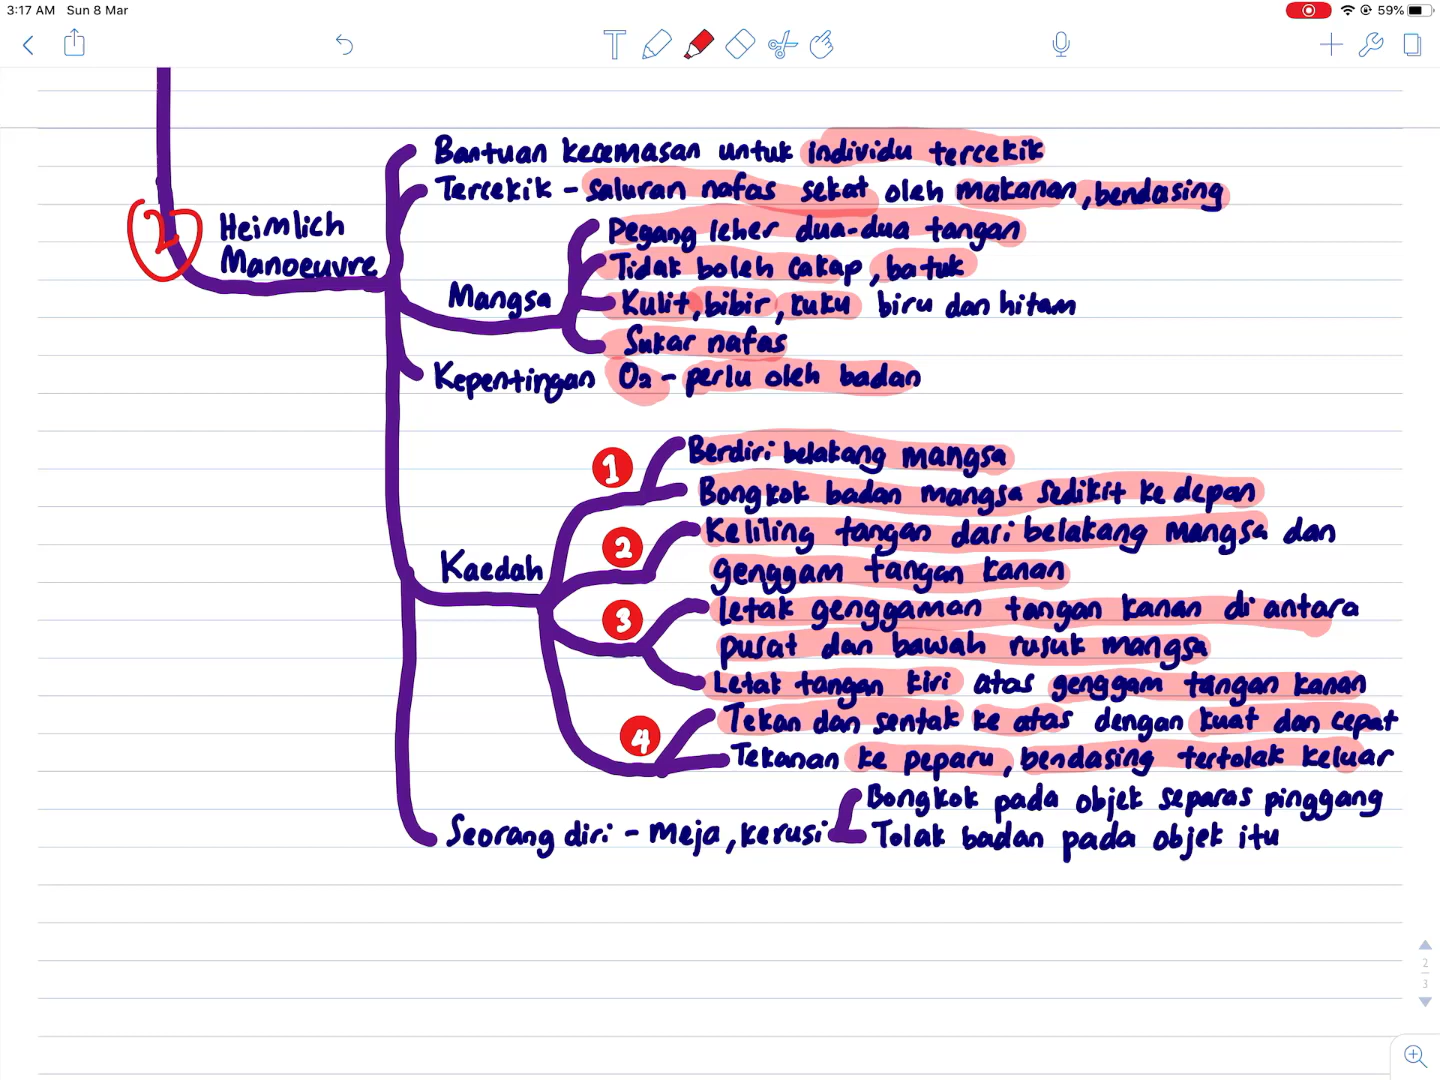 3:17 AM Sun 8 Mar
59%
T
2
Heimlich
Manoeuvre
Bantuan kecemasan untuk individu tercekik
Tercekik - saluran nafas sekat oleh makanan, bendasing
Mangsa
Pegang leher dua-dua tangan
Tidak boleh cakap, batuk
Kulit, bibir, kuku biru dan hitam
Sukar nafas
Kepentingan O2 - perlu oleh badan
Kaedah
1
Berdiri belakang mangsa
Bongkok badan mangsa sedikit ke depan
2
Keliling tangan dari belakang mangsa dan
genggam tangan kanan
3
Letak genggaman tangan kanan di antara
pusat dan bawah rusuk mangsa
Letak tangan kiri atas genggam tangan kanan
4
Tekan dan sentak ke atas dengan kuat dan cepat
Tekanan ke peparu, bendasing tertolak keluar
Seorang diri - meja, kerusi
Bongkok pada objek separas pinggang
Tolak badan pada objek itu
2
3